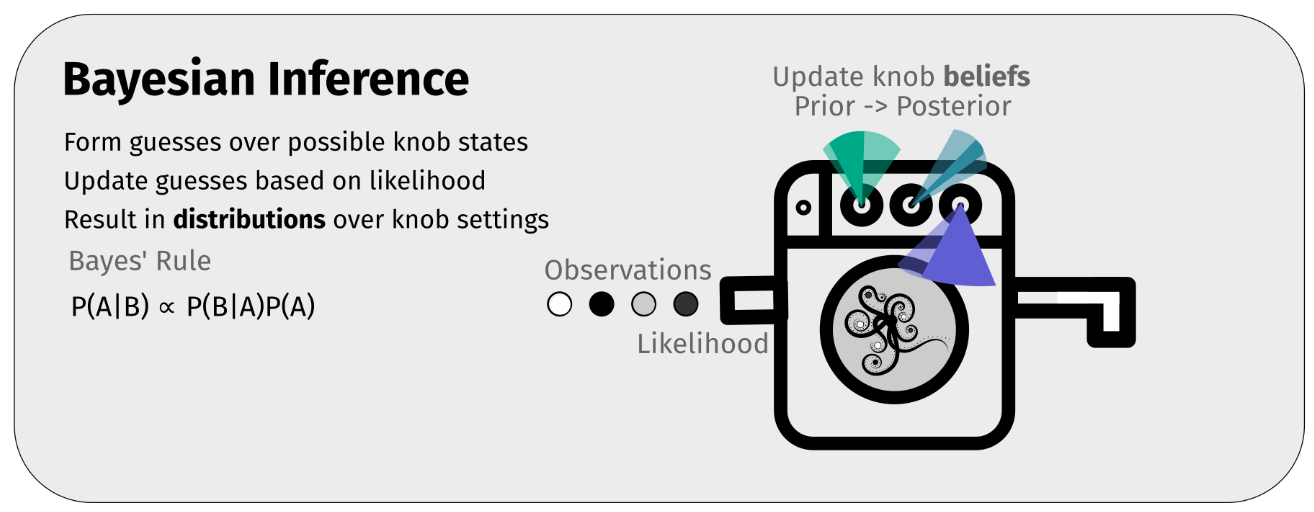 Bayesian Inference
Form guesses over possible knob states
Update guesses based on likelihood
Result in distributions over knob settings
Bayes' Rule
P(A|B) ∝ P(B|A)P(A)
Update knob beliefs
Prior -> Posterior
Observations
Likelihood